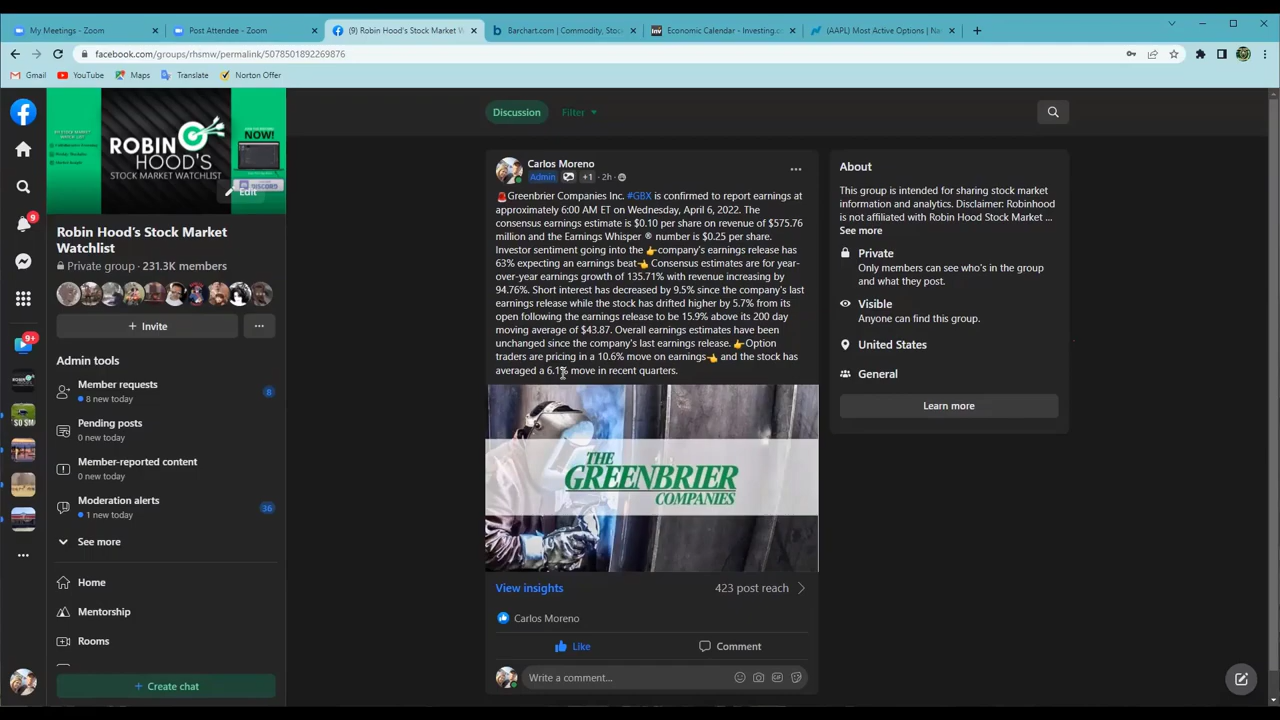 My Meetings - Zoom
Post Attendee - Zoom
(9) Robin Hood's Stock Market W
Barchart.com | Commodity, Stoc
Economic Calendar - Investing.co
(AAPL) Most Active Options | Na
facebook.com/groups/rhsmw/permalink/5078501892269876
Gmail
YouTube
Maps
Translate
Norton Offer
ROBIN
HOOD'S
STOCK MARKET WATCHLIST
NOW!
DISCORD
Edit
Robin Hood's Stock Market
Watchlist
Private group · 231.3K members
+ Invite
Admin tools
Member requests
8 new today
8
Pending posts
0 new today
Member-reported content
0 new today
Moderation alerts
1 new today
36
See more
Home
Mentorship
Rooms
+ Create chat
9
9+
Discussion
Filter
Carlos Moreno
Admin
+1 · 2h ·
Greenbrier Companies Inc. #GBX is confirmed to report earnings at
approximately 6:00 AM ET on Wednesday, April 6, 2022. The
consensus earnings estimate is $0.10 per share on revenue of $575.76
million and the Earnings Whisper ® number is $0.25 per share.
Investor sentiment going into the 👉company's earnings release has
63% expecting an earnings beat👈 Consensus estimates are for year-
over-year earnings growth of 135.71% with revenue increasing by
94.76%. Short interest has decreased by 9.5% since the company's last
earnings release while the stock has drifted higher by 5.7% from its
open following the earnings release to be 15.9% above its 200 day
moving average of $43.87. Overall earnings estimates have been
unchanged since the company's last earnings release. 👉Option
traders are pricing in a 10.6% move on earnings👈 and the stock has
averaged a 6.1% move in recent quarters.
THE
GREENBRIER
COMPANIES
View insights
423 post reach
Carlos Moreno
Like
Comment
Write a comment...
About
This group is intended for sharing stock market
information and analytics. Disclaimer: Robinhood
is not affiliated with Robin Hood Stock Market ...
See more
Private
Only members can see who's in the group
and what they post.
Visible
Anyone can find this group.
United States
General
Learn more